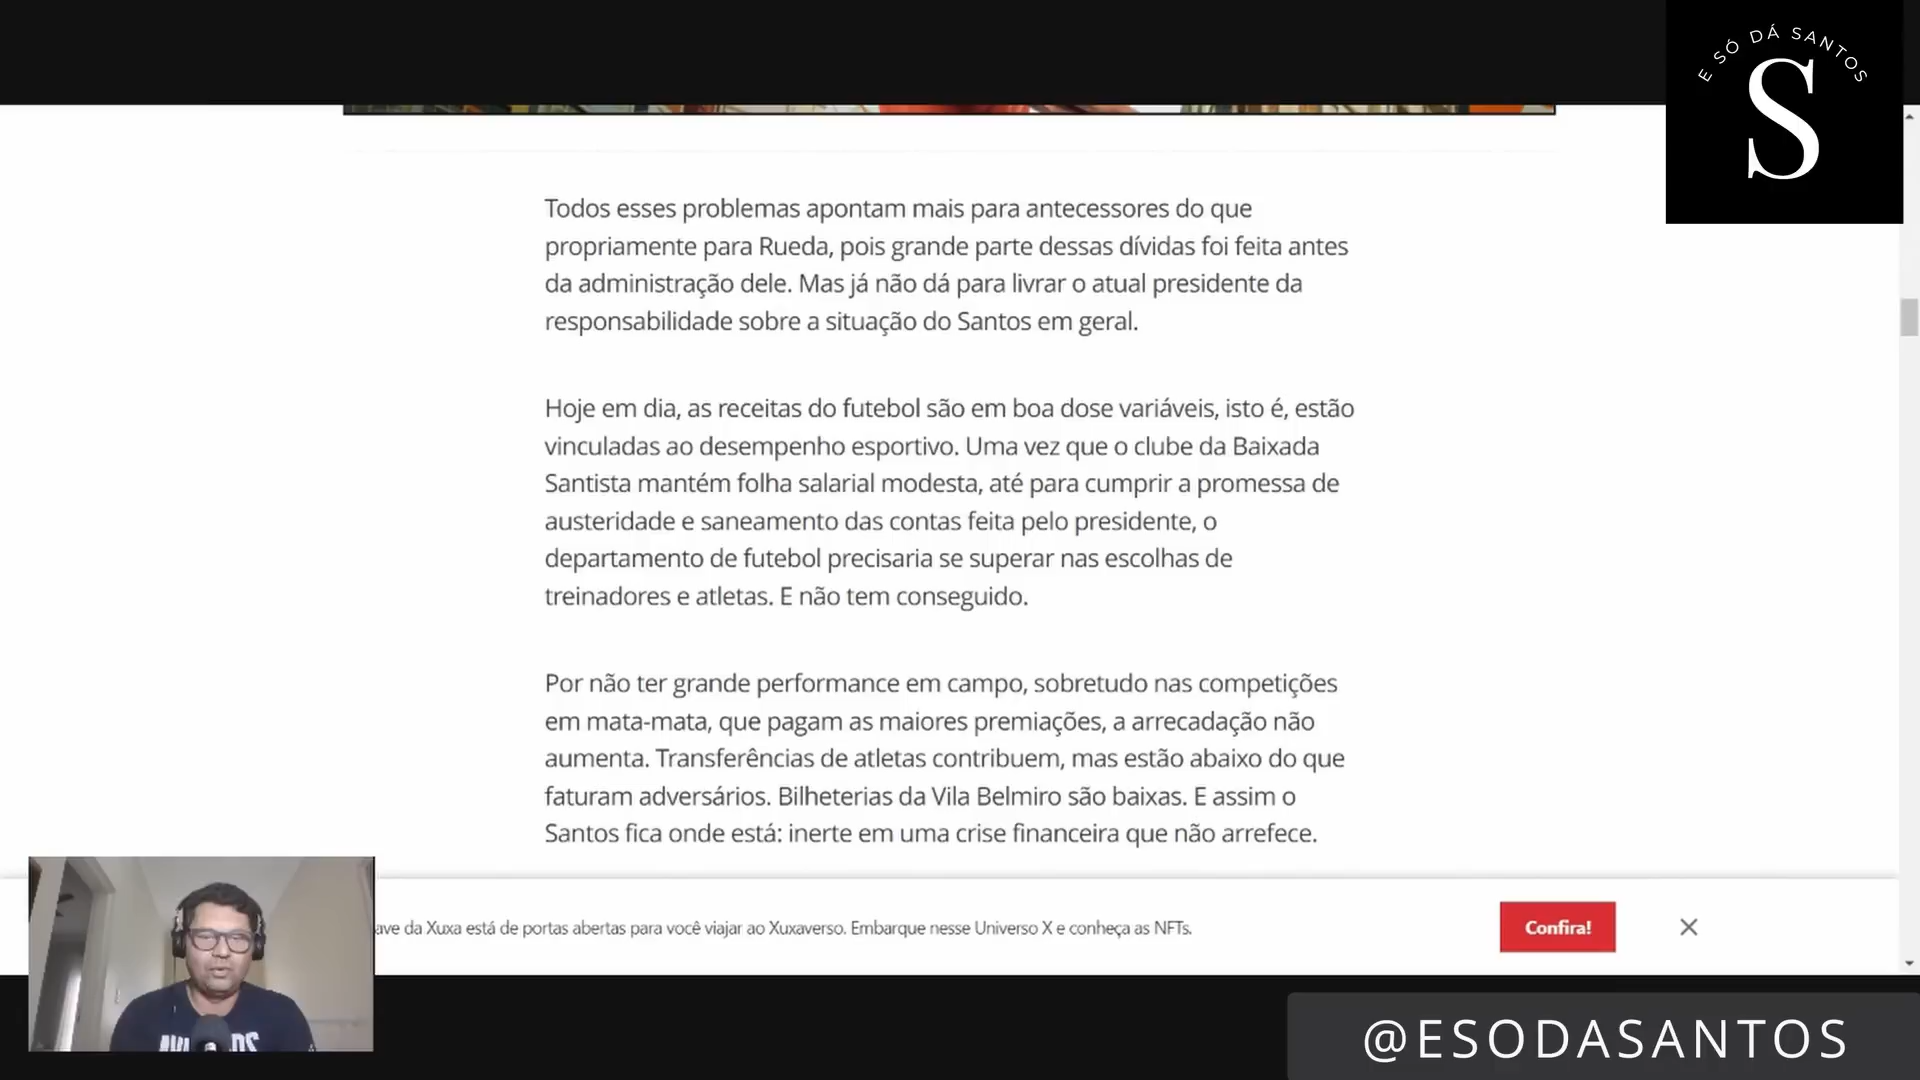 E SÓ DÁ SANTOS
S
Todos esses problemas apontam mais para antecessores do que
propriamente para Rueda, pois grande parte dessas dívidas foi feita antes
da administração dele. Mas já não dá para livrar o atual presidente da
responsabilidade sobre a situação do Santos em geral.
Hoje em dia, as receitas do futebol são em boa dose variáveis, isto é, estão
vinculadas ao desempenho esportivo. Uma vez que o clube da Baixada
Santista mantém folha salarial modesta, até para cumprir a promessa de
austeridade e saneamento das contas feita pelo presidente, o
departamento de futebol precisaria se superar nas escolhas de
treinadores e atletas. E não tem conseguido.
Por não ter grande performance em campo, sobretudo nas competições
em mata-mata, que pagam as maiores premiações, a arrecadação não
aumenta. Transferências de atletas contribuem, mas estão abaixo do que
faturam adversários. Bilheterias da Vila Belmiro são baixas. E assim o
Santos fica onde está: inerte em uma crise financeira que não arrefece.
ave da Xuxa está de portas abertas para você viajar ao Xuxaverso. Embarque nesse Universo X e conheça as NFTs.
Confira!
@ESODASANTOS